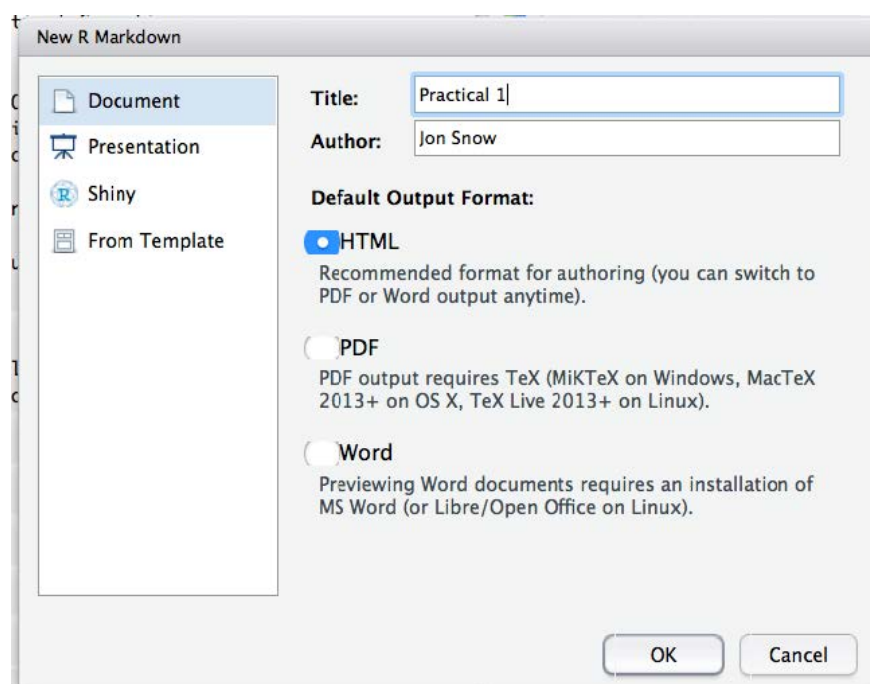 New R Markdown
Document
Presentation
Shiny
From Template
Title: Practical 1
Author: Jon Snow
Default Output Format:
HTML
Recommended format for authoring (you can switch to
PDF or Word output anytime).
PDF
PDF output requires TeX (MiKTeX on Windows, MacTeX
2013+ on OS X, TeX Live 2013+ on Linux).
Word
Previewing Word documents requires an installation of
MS Word (or Libre/Open Office on Linux).
OK Cancel